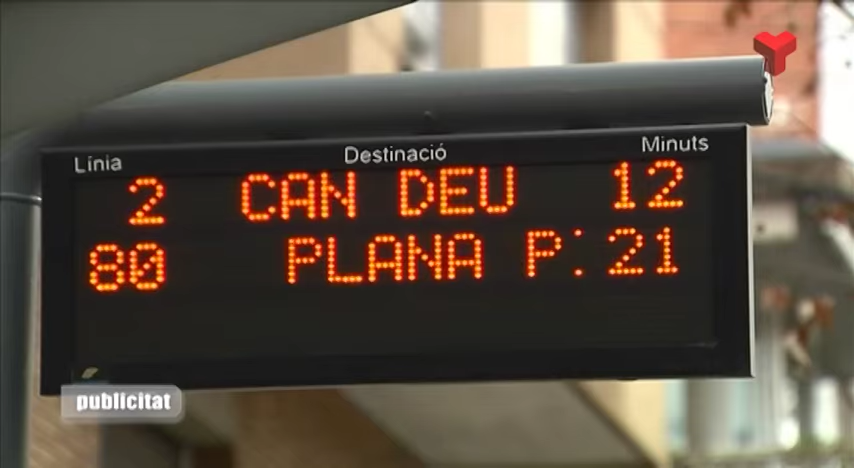 Línia Destinació Minuts
2 CAN DEU 12
80 PLANA P: 21
publicitat